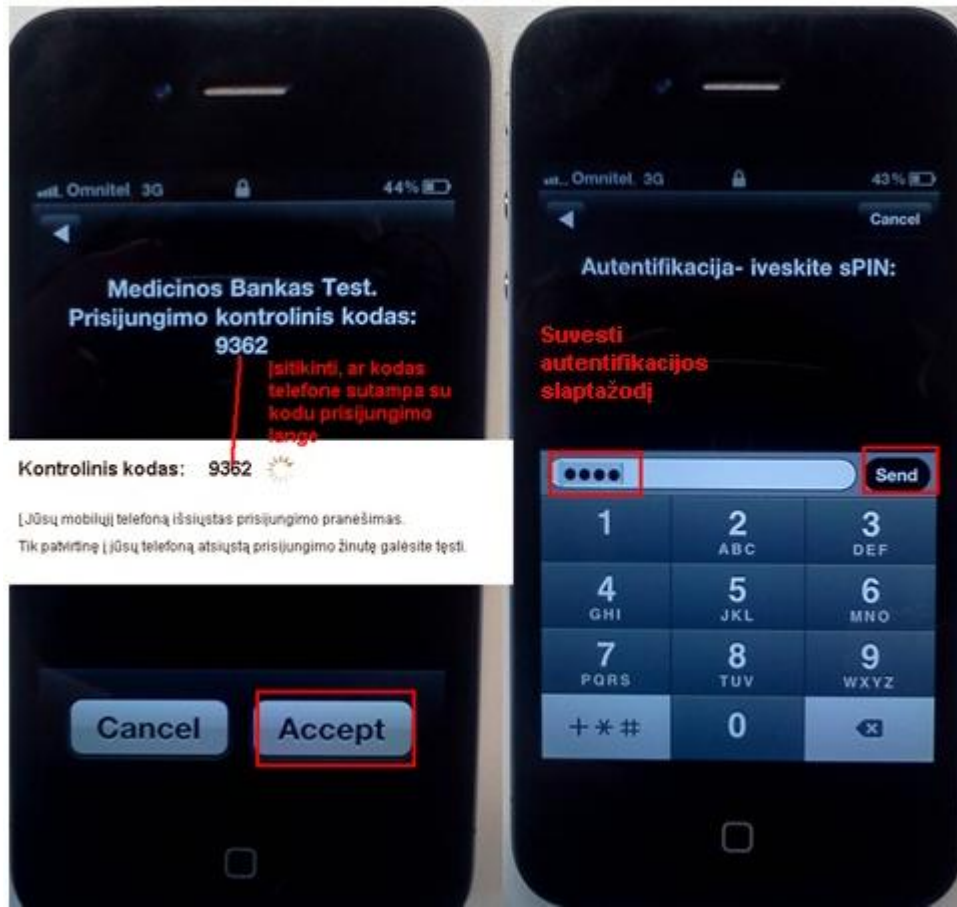 Omnitel 3G 44%
Medicinos Bankas Test.
Prisijungimo kontrolinis kodas:
9362
Įsitikinti, ar kodas
telefone sutampa su
kodu prisijungimo
lange
Kontrolinis kodas: 9362
Į Jūsų mobilųjį telefoną išsiųstas prisijungimo pranešimas.
Tik patvirtinę į jūsų telefoną atsiųstą prisijungimo žinutę galėsite tęsti.
Cancel Accept
Omnitel 3G 43%
Cancel
Autentifikacija- iveskite sPIN:
Suvesti
autentifikacijos
slaptažodį
Send
1 2 3
ABC DEF
4 5 6
GHI JKL MNO
7 8 9
PQRS TUV WXYZ
+*# 0